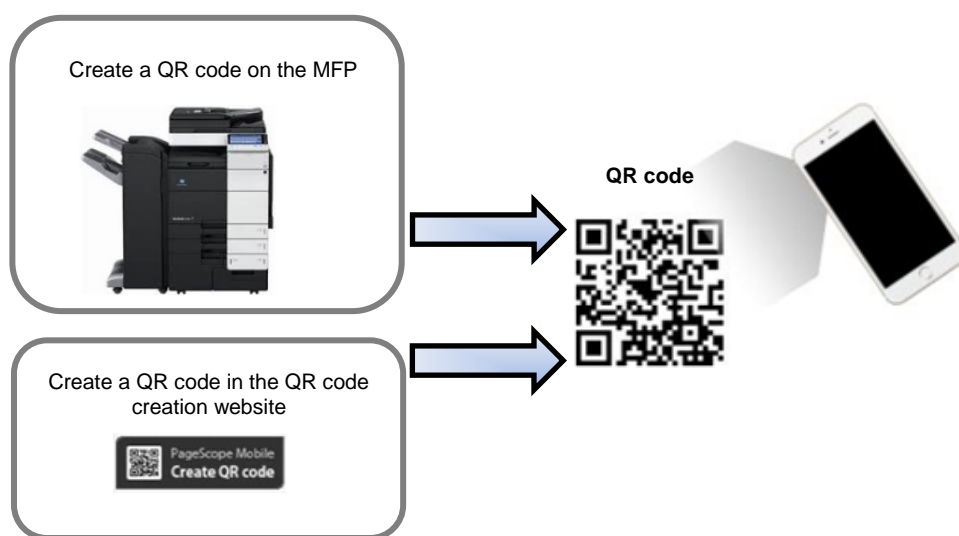 Create a QR code on the MFP
QR code
Create a QR code in the QR code
creation website
PageScope Mobile
Create QR code